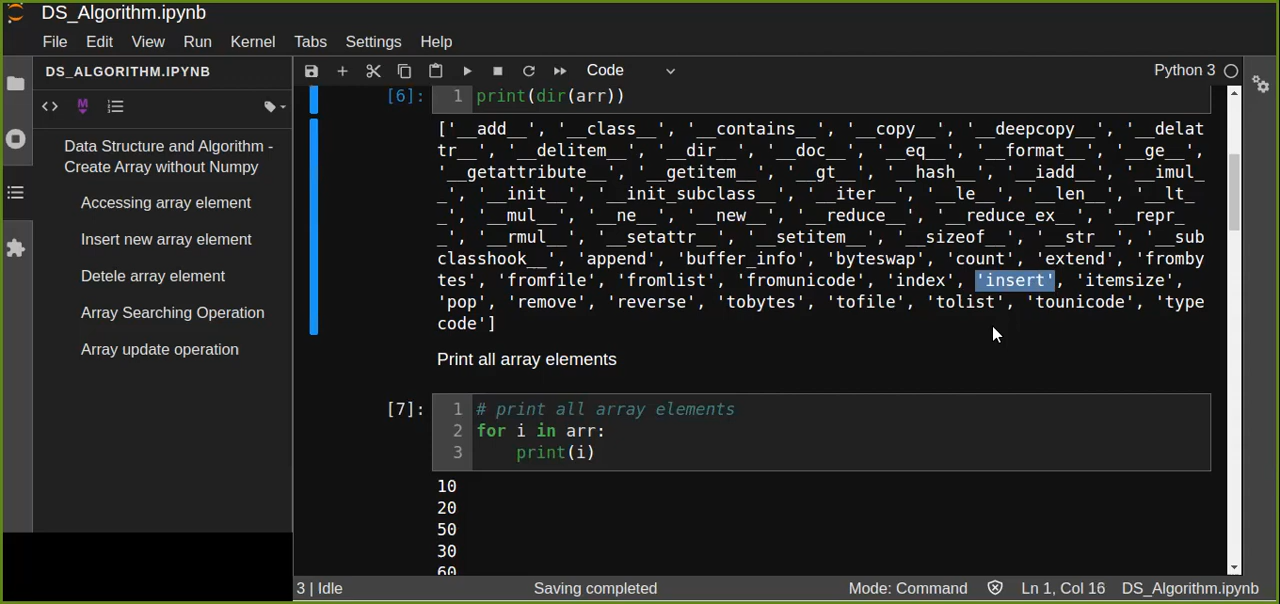 DS_Algorithm.ipynb
File Edit View Run Kernel Tabs Settings Help
DS_ALGORITHM.IPYNB
Code
Python 3
M
Data Structure and Algorithm -
Create Array without Numpy
Accessing array element
Insert new array element
Detele array element
Array Searching Operation
Array update operation
[6]: 1 print(dir(arr))
['__add__', '__class__', '__contains__', '__copy__', '__deepcopy__', '__delat
tr__', '__delitem__', '__dir__', '__doc__', '__eq__', '__format__', '__ge__',
'__getattribute__', '__getitem__', '__gt__', '__hash__', '__iadd__', '__imul_
_', '__init__', '__init_subclass__', '__iter__', '__le__', '__len__', '__lt_
_', '__mul__', '__ne__', '__new__', '__reduce__', '__reduce_ex__', '__repr_
_', '__rmul__', '__setattr__', '__setitem__', '__sizeof__', '__str__', '__sub
classhook__', 'append', 'buffer_info', 'byteswap', 'count', 'extend', 'fromby
tes', 'fromfile', 'fromlist', 'fromunicode', 'index', 'insert', 'itemsize',
'pop', 'remove', 'reverse', 'tobytes', 'tofile', 'tolist', 'tounicode', 'type
code']
Print all array elements
[7]: 1 # print all array elements
2 for i in arr:
3 print(i)
10
20
50
30
60
3 | Idle
Saving completed
Mode: Command
Ln 1, Col 16 DS_Algorithm.ipynb